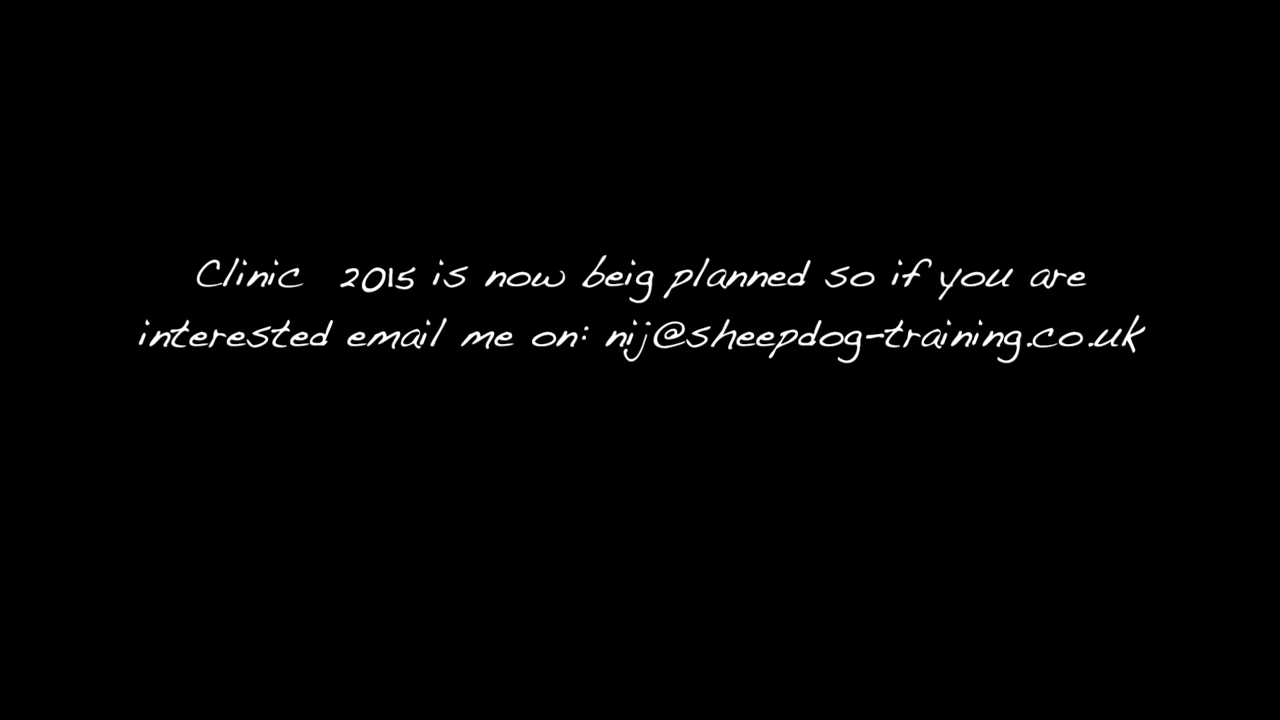 Clinic 2015 is now beig planned so if you are
interested email me on: nij@sheepdog-training.co.uk